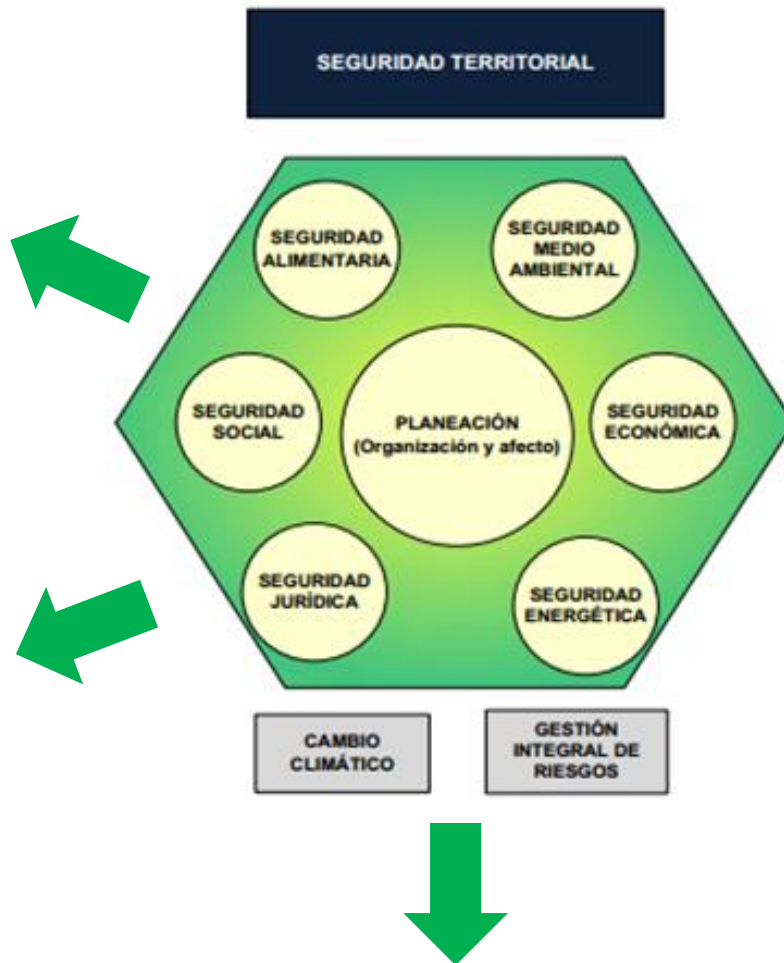 SEGURIDAD TERRITORIAL
SEGURIDAD
ALIMENTARIA
SEGURIDAD
MEDIO
AMBIENTAL
SEGURIDAD
SOCIAL
PLANEACIÓN
(Organización y afecto)
SEGURIDAD
ECONÓMICA
SEGURIDAD
JURÍDICA
SEGURIDAD
ENERGÉTICA
CAMBIO
CLIMÁTICO
GESTIÓN
INTEGRAL DE
RIESGOS